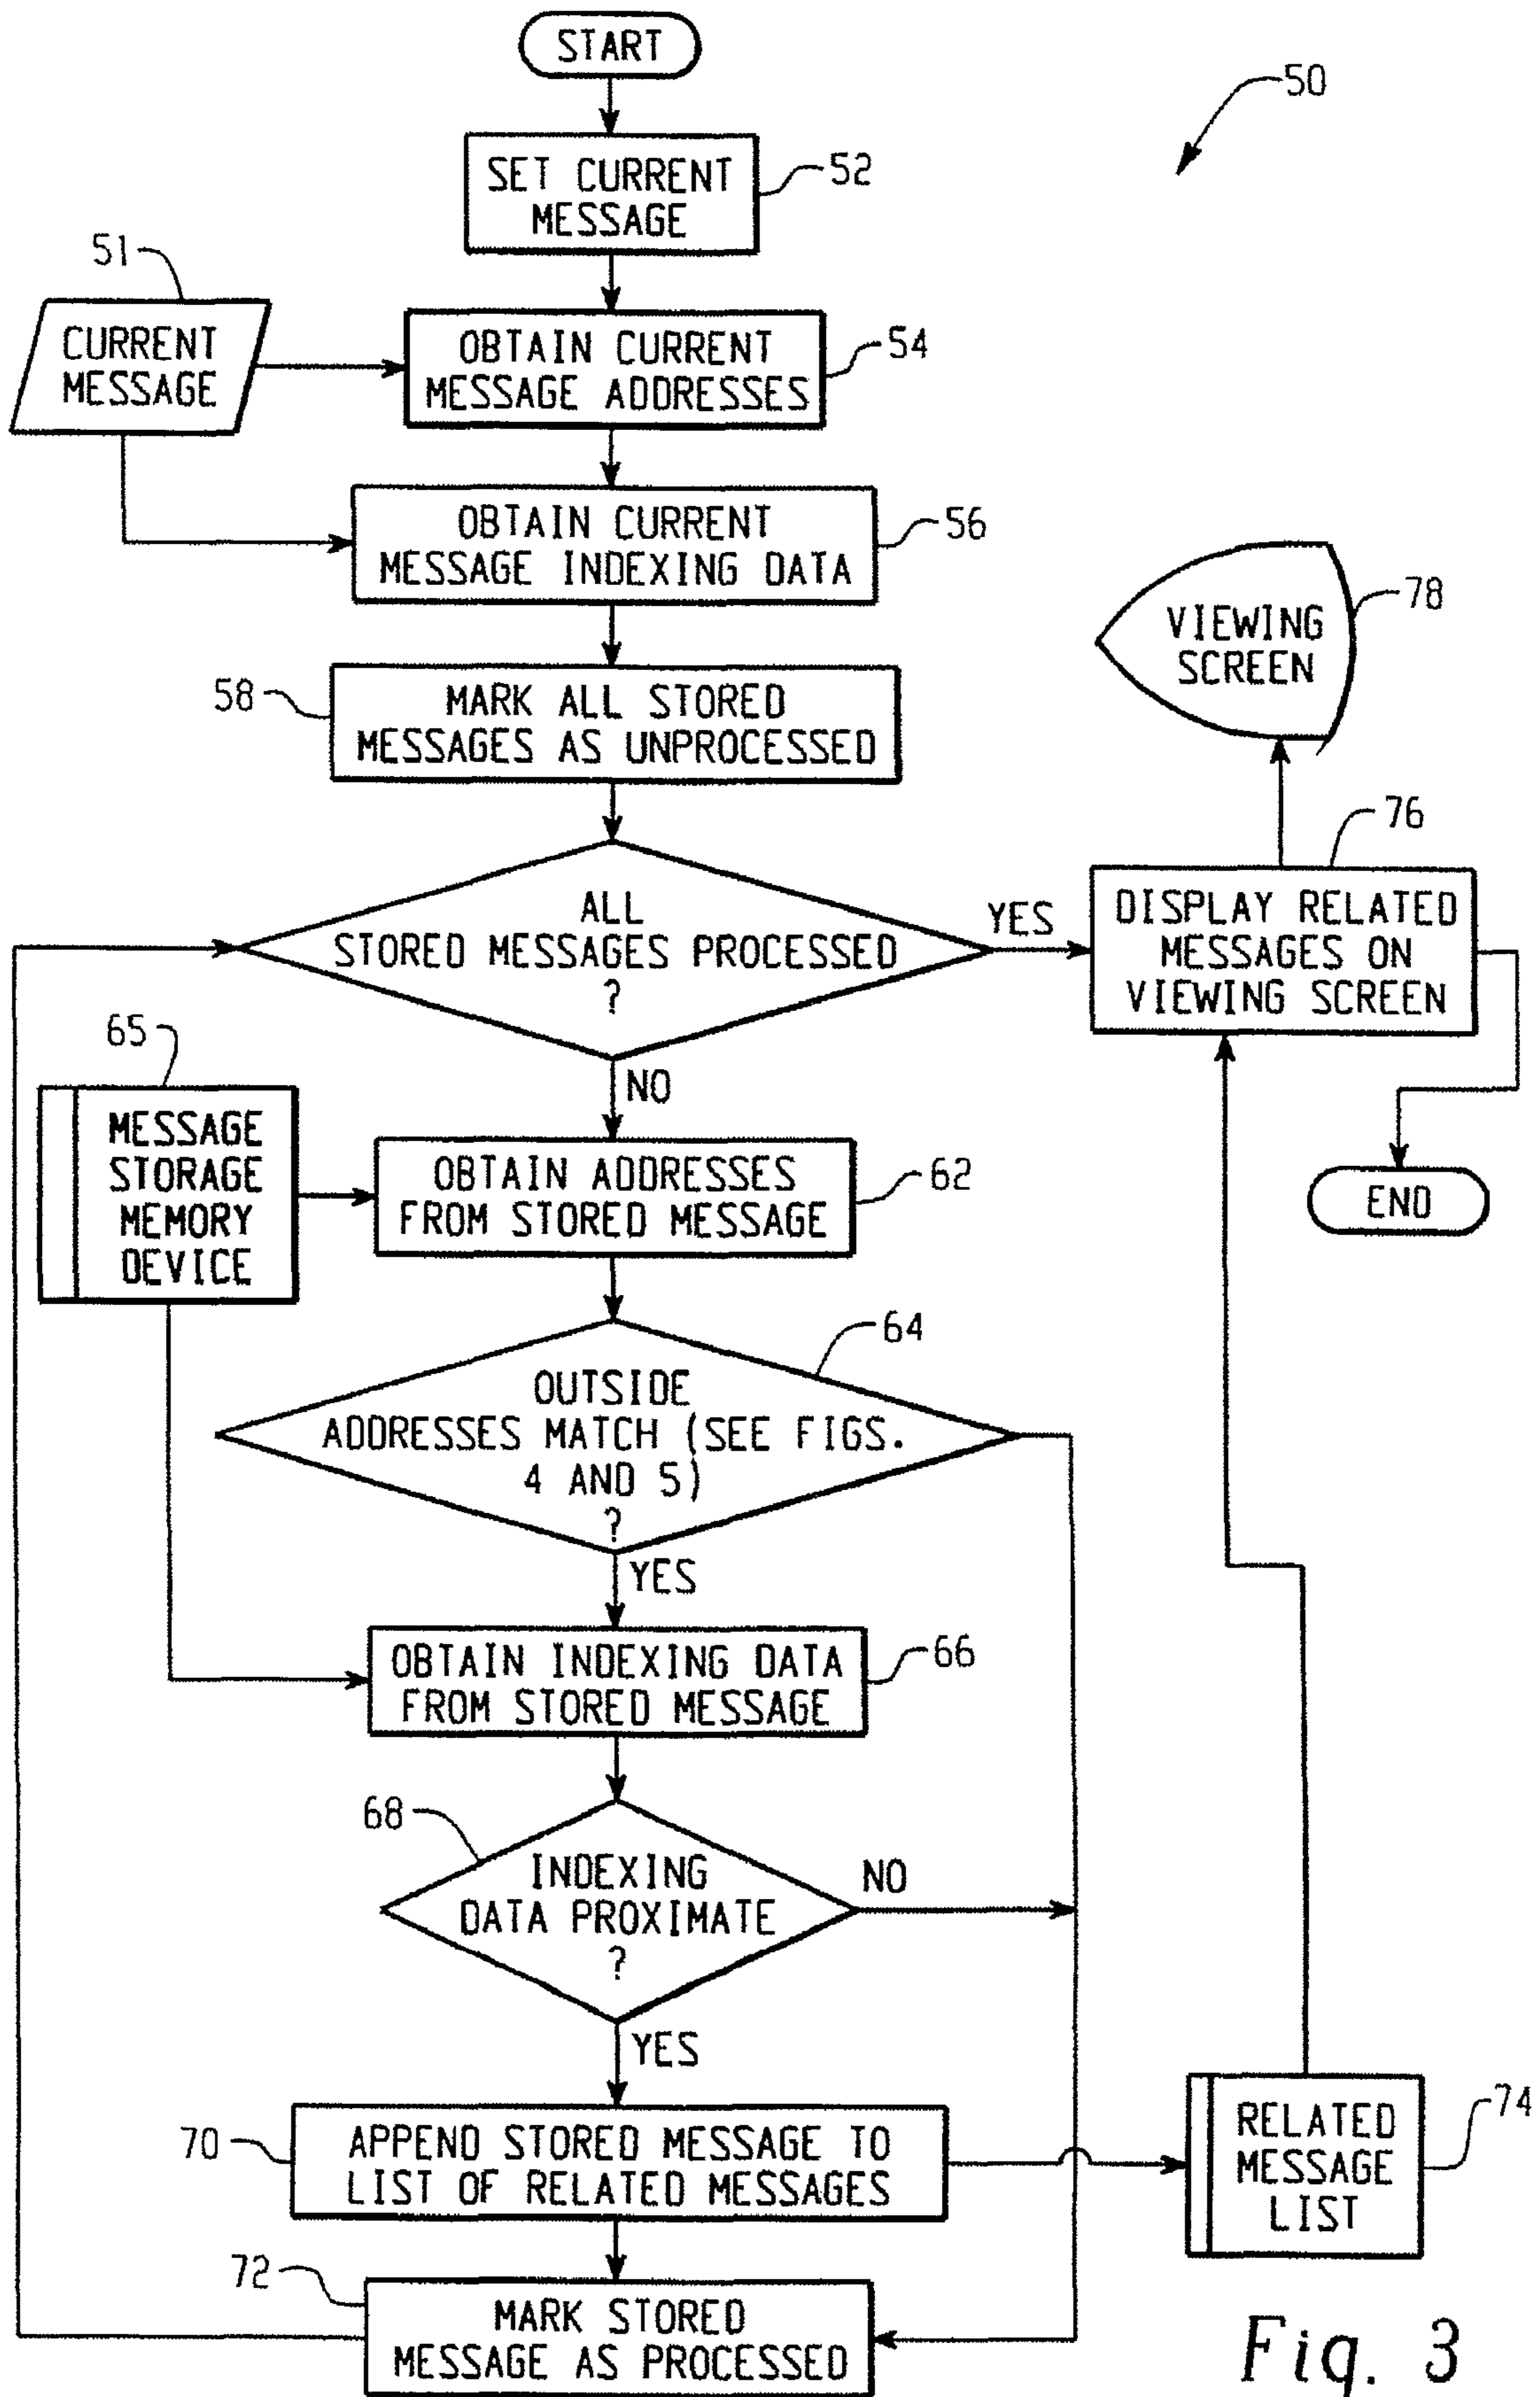 START
50
SET CURRENT
MESSAGE
52
51
CURRENT
MESSAGE
OBTAIN CURRENT
MESSAGE ADDRESSES
54
OBTAIN CURRENT
MESSAGE INDEXING DATA
56
VIEWING
SCREEN
78
58
MARK ALL STORED
MESSAGES AS UNPROCESSED
76
ALL
STORED MESSAGES PROCESSED
?
YES
DISPLAY RELATED
MESSAGES ON
VIEWING SCREEN
65
NO
MESSAGE
STORAGE
MEMORY
DEVICE
OBTAIN ADDRESSES
FROM STORED MESSAGE
62
END
64
OUTSIDE
ADDRESSES MATCH (SEE FIGS.
4 AND 5)
?
YES
OBTAIN INDEXING DATA
FROM STORED MESSAGE
66
68
INDEXING
DATA PROXIMATE
?
NO
YES
70
APPEND STORED MESSAGE TO
LIST OF RELATED MESSAGES
RELATED
MESSAGE
LIST
74
72
MARK STORED
MESSAGE AS PROCESSED
Fig. 3